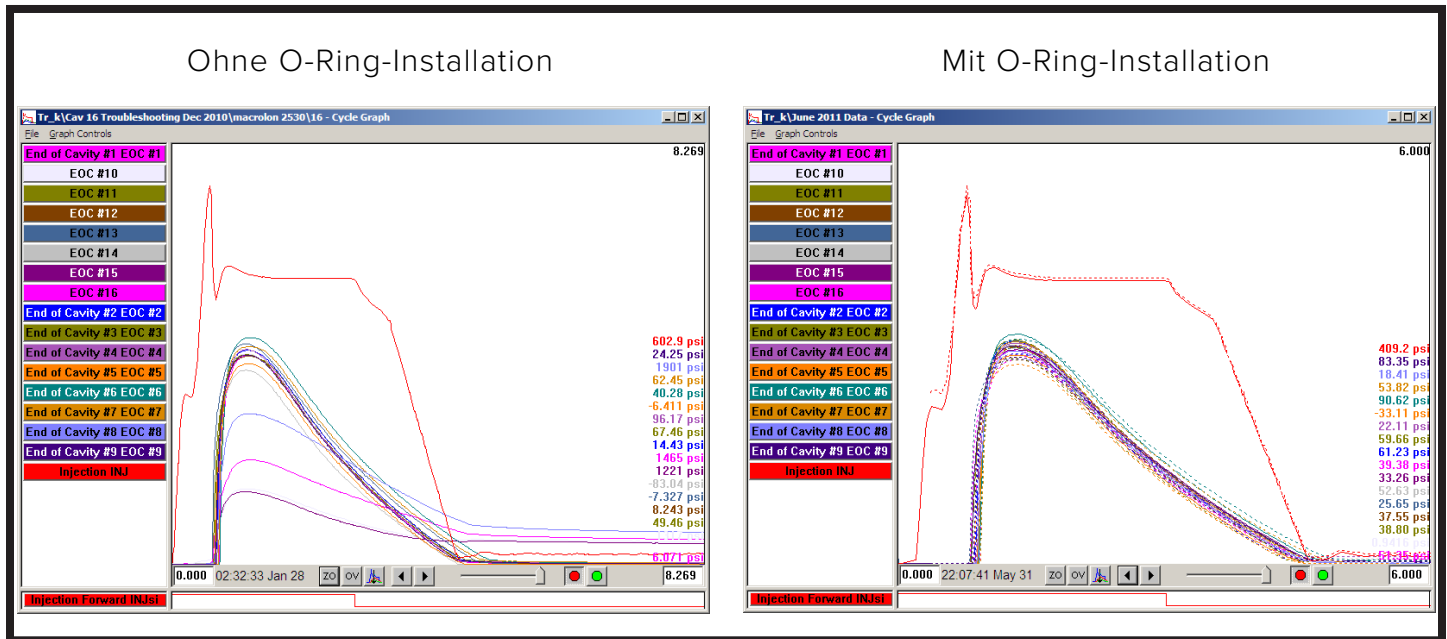 Ohne O-Ring-Installation
Mit O-Ring-Installation
Tr_k\Cav 16 Troubleshooting Dec 2010\macrolon 2530\16 - Cycle Graph
File Graph Controls
End of Cavity #1 EOC #1
EOC #10
EOC #11
EOC #12
EOC #13
EOC #14
EOC #15
EOC #16
End of Cavity #2 EOC #2
End of Cavity #3 EOC #3
End of Cavity #4 EOC #4
End of Cavity #5 EOC #5
End of Cavity #6 EOC #6
End of Cavity #7 EOC #7
End of Cavity #8 EOC #8
End of Cavity #9 EOC #9
Injection INJ
8.269
602.9 psi
24.25 psi
1901 psi
62.45 psi
40.28 psi
-6.411 psi
96.17 psi
67.46 psi
14.43 psi
1465 psi
1221 psi
-83.04 psi
-7.327 psi
8.243 psi
49.46 psi
6.071 psi
0.000 02:32:33 Jan 28 ZO OV 8.269
Injection Forward INJsi
Tr_k\June 2011 Data - Cycle Graph
File Graph Controls
End of Cavity #1 EOC #1
EOC #10
EOC #11
EOC #12
EOC #13
EOC #14
EOC #15
EOC #16
End of Cavity #2 EOC #2
End of Cavity #3 EOC #3
End of Cavity #4 EOC #4
End of Cavity #5 EOC #5
End of Cavity #6 EOC #6
End of Cavity #7 EOC #7
End of Cavity #8 EOC #8
End of Cavity #9 EOC #9
Injection INJ
6.000
409.2 psi
83.35 psi
18.41 psi
53.82 psi
90.62 psi
-33.11 psi
22.11 psi
59.66 psi
61.23 psi
39.38 psi
33.26 psi
52.63 psi
25.65 psi
37.55 psi
38.80 psi
0.000 22:07:41 May 31 ZO OV 6.000
Injection Forward INJsi